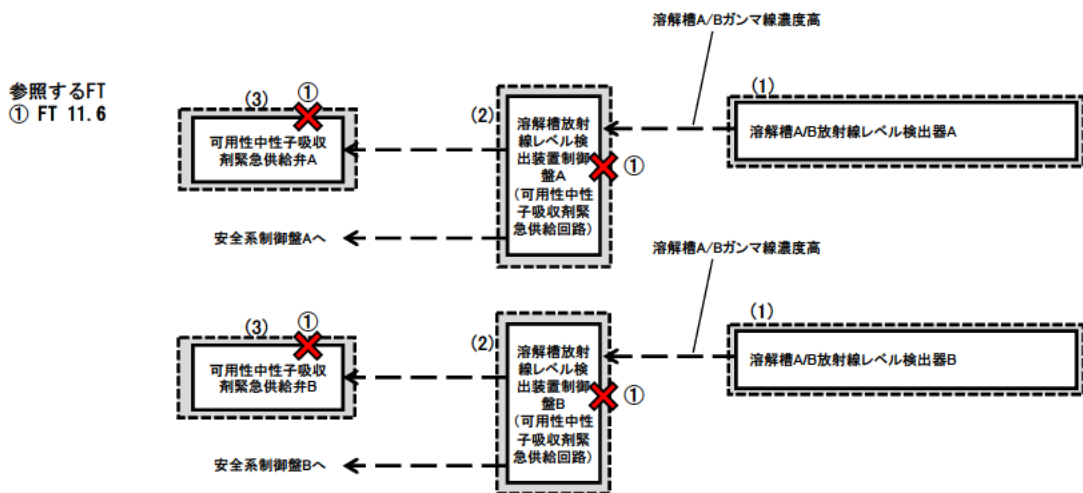 溶解槽A/Bガンマ線濃度高
参照するFT
① FT 11.6
(3)
①
可用性中性子吸収
剤緊急供給弁A
(2)
溶解槽放射
線レベル検
出装置制御
盤A
(可用性中性
子吸収剤緊
急供給回路)
①
(1)
溶解槽A/B放射線レベル検出器A
安全系制御盤Aへ
溶解槽A/Bガンマ線濃度高
(3)
①
可用性中性子吸収
剤緊急供給弁B
(2)
溶解槽放射
線レベル検
出装置制御
盤B
(可用性中性
子吸収剤緊
急供給回路)
①
(1)
溶解槽A/B放射線レベル検出器B
安全系制御盤Bへ